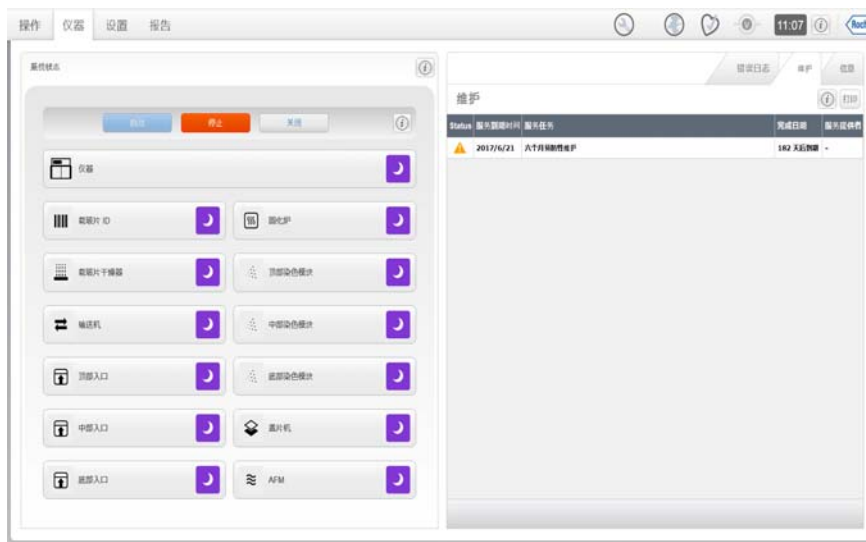 操作 仪器 设置 报告
11:07
系统状态
错误日志 维护 信息
维护
打印
启动 停止 关闭
Status 服务到期时间 服务任务 完成日期 服务提供者
2017/6/21 六个月预防性维护 182 天后到期 -
仪器
载玻片 ID 固化炉
载玻片干燥器 顶部染色模块
输送机 中部染色模块
顶部入口 底部染色模块
中部入口 盖片机
底部入口 AFM